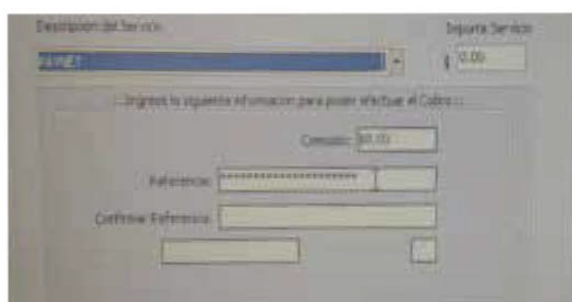 Descripcion del Servicio
Importe Servicio
PAYNET
$ 0.00
...Ingrese la siguiente informacion para poder efectuar el Cobro...
Comision: $0.00
Referencia: ********************
Confirmar Referencia: